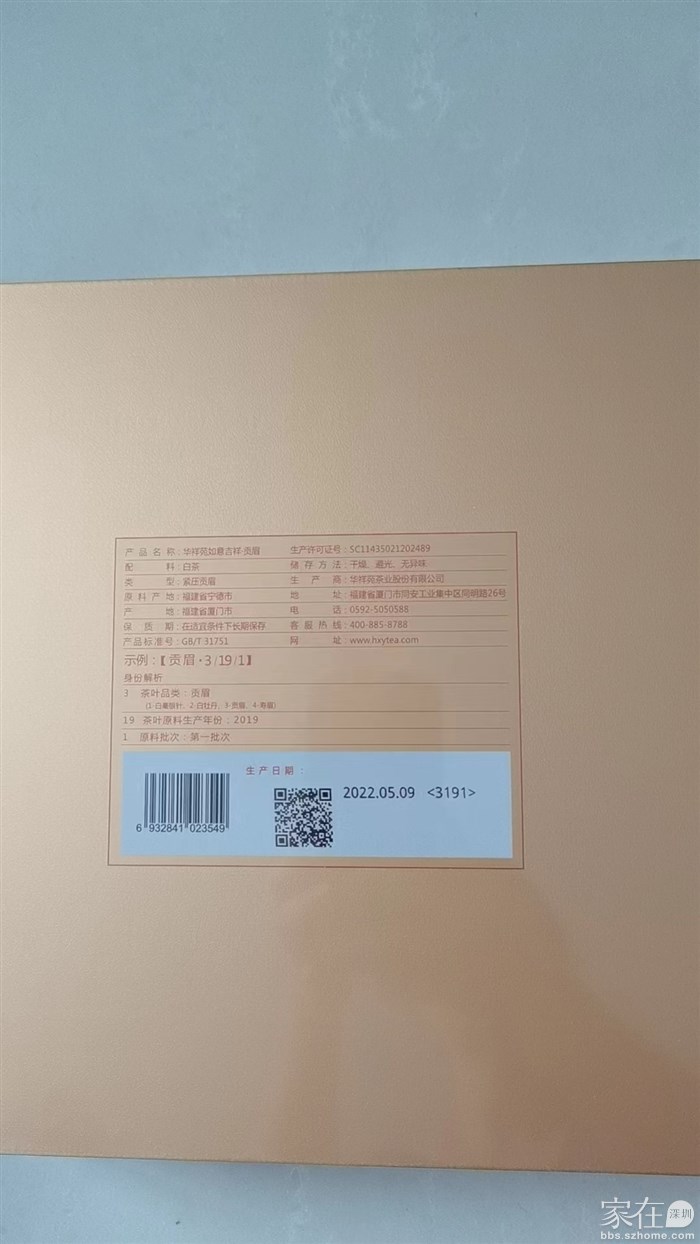 产品名称：华祥苑如意吉祥·贡眉 生产许可证号：SC11435021202489
配料：白茶 储存方法：干燥、避光、无异味
类型：紧压贡眉 生产商：华祥苑茶业股份有限公司
原料产地：福建省宁德市 地址：福建省厦门市同安工业集中区同明路26号
产地：福建省厦门市 电话：0592-5050588
保质期：在适宜条件下长期保存 客服热线：400-885-8788
产品标准号：GB/T 31751 网址：www.hxytea.com
示例：【贡眉·3/19/1】
身份解析
3 茶叶品类：贡眉
(1-白毫银针、2-白牡丹、3-贡眉、4-寿眉)
19 茶叶原料生产年份：2019
1 原料批次：第一批次
生产日期：
2022.05.09 <3191>
6 932841 023549
家在深圳
bbs.szhome.com